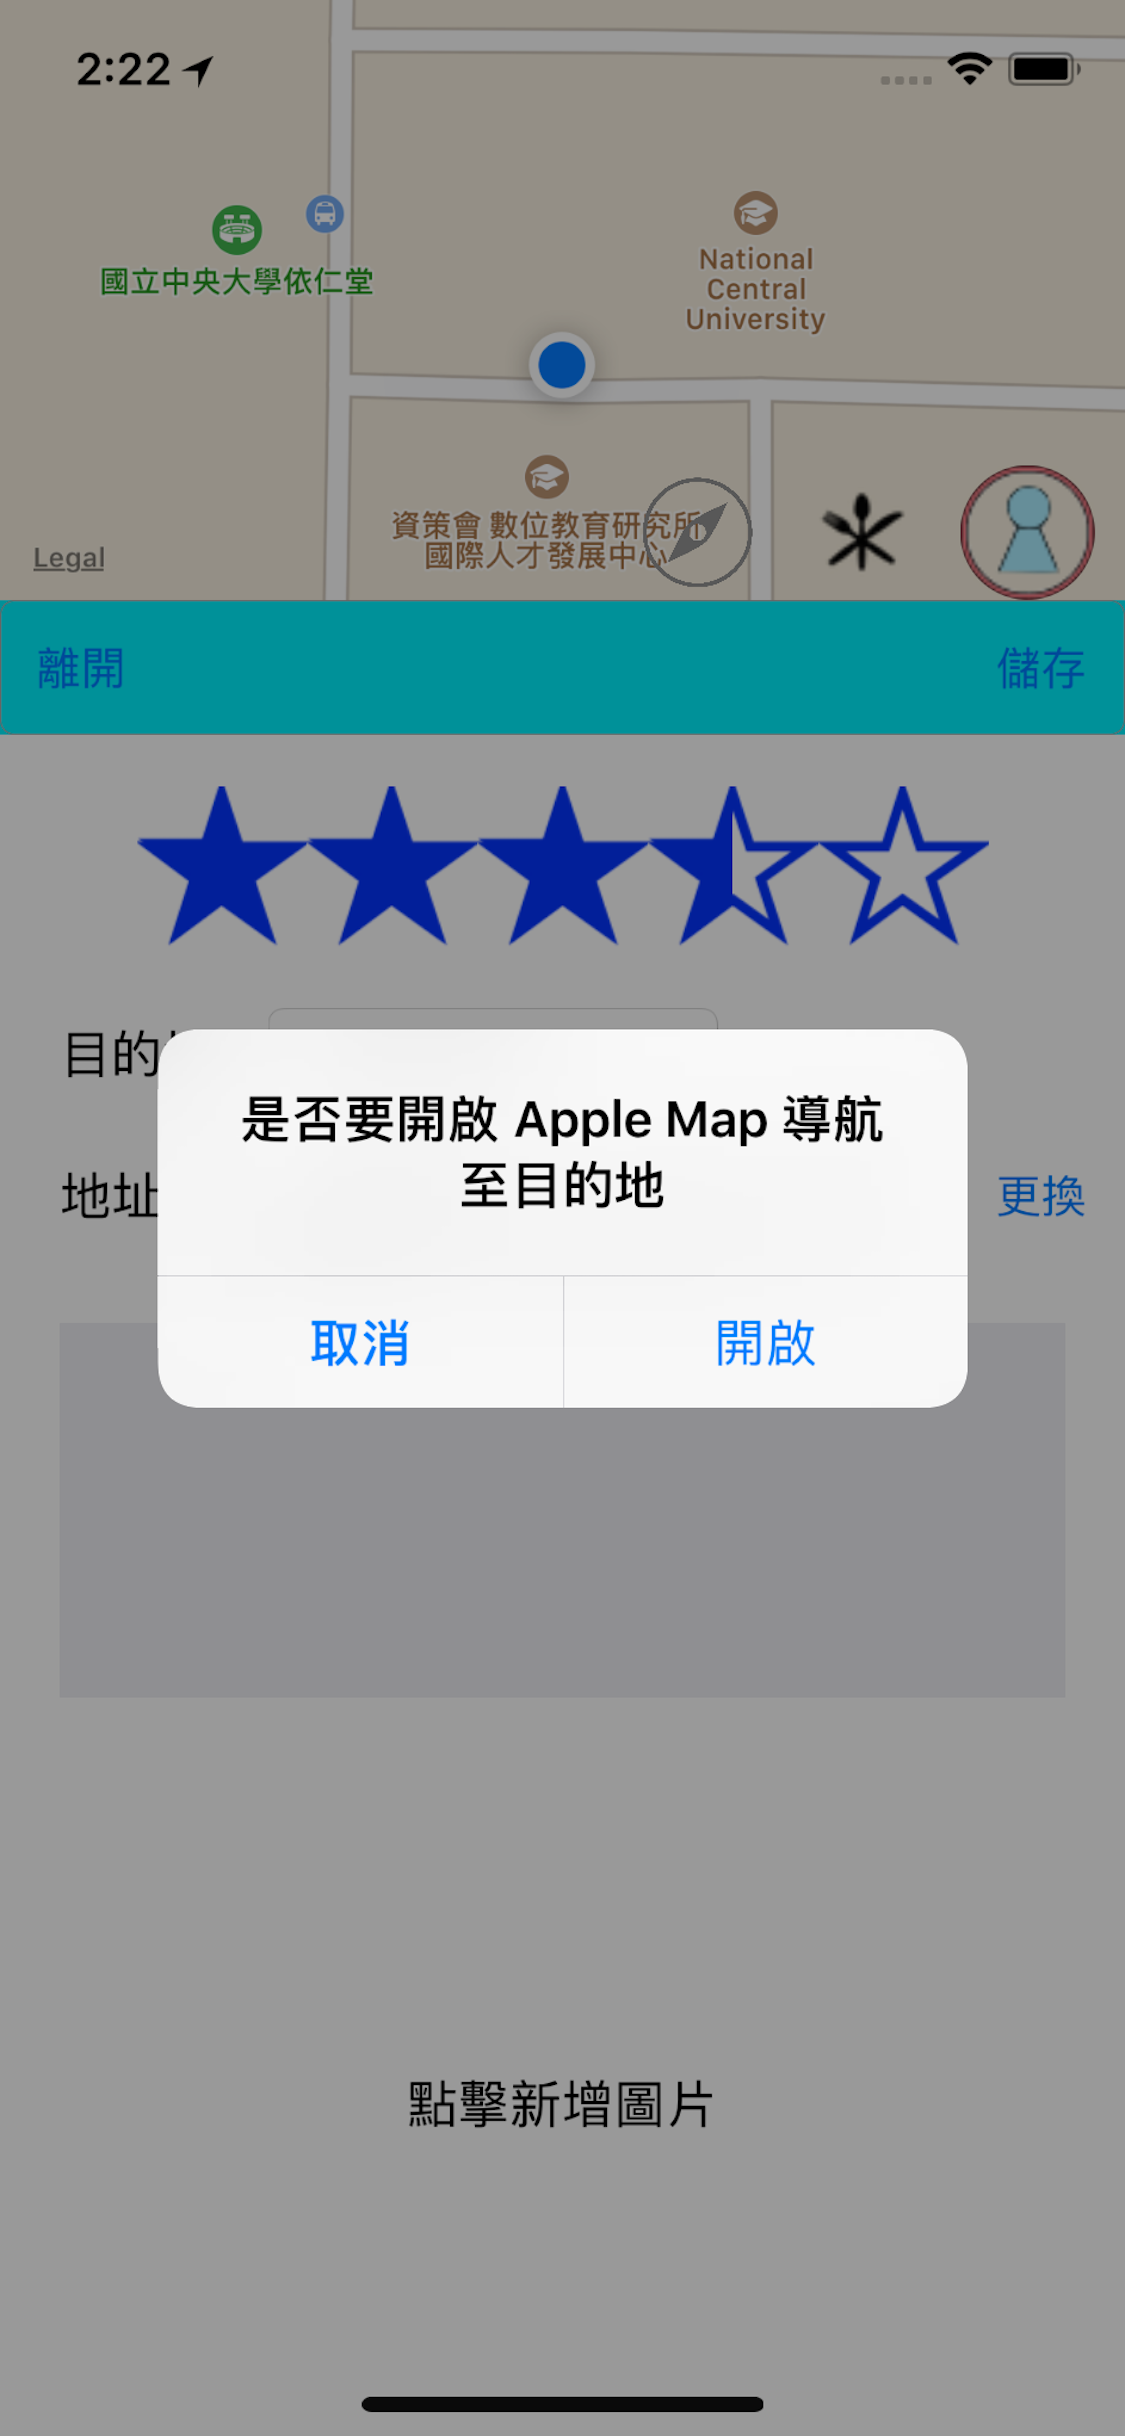 2:22
國立中央大學依仁堂
National
Central
University
資策會 數位教育研究所
國際人才發展中心
Legal
離開
儲存
目的
是否要開啟 Apple Map 導航
至目的地
地址
更換
取消
開啟
點擊新增圖片